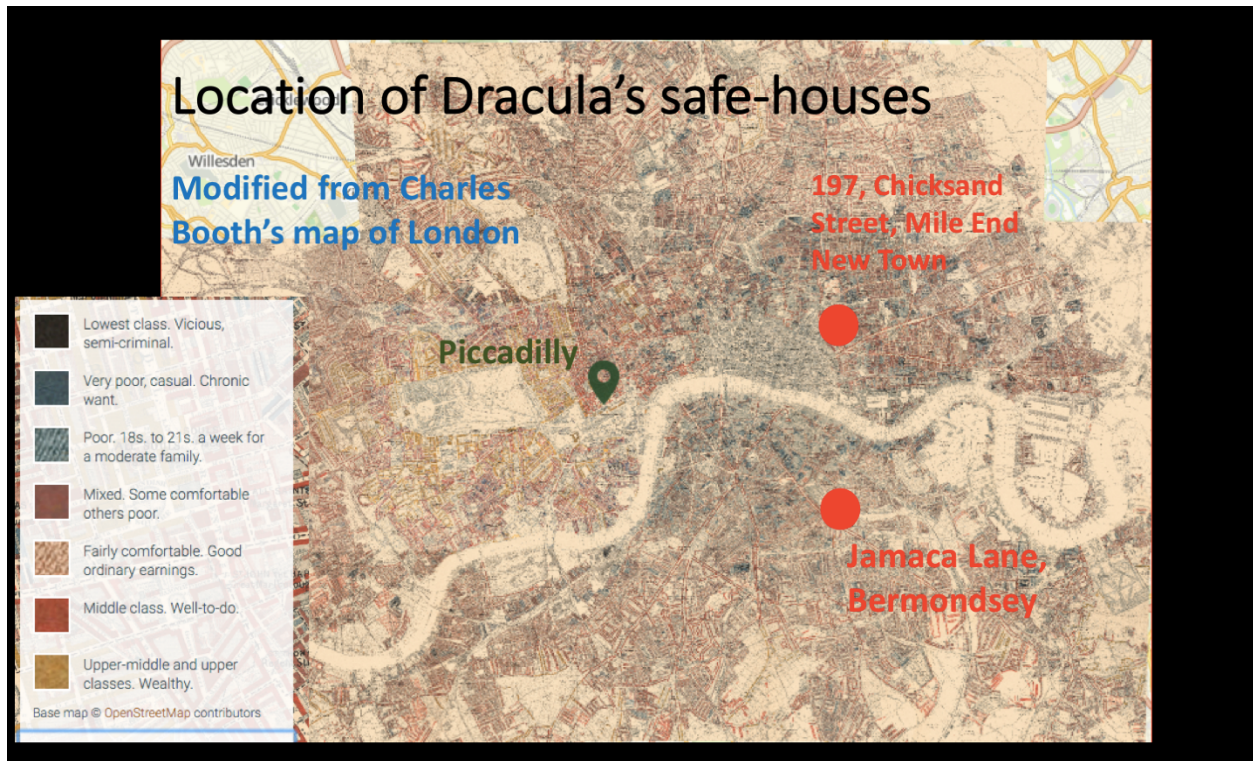 Location of Dracula's safe-houses
Willesden
Modified from Charles
Booth's map of London
197, Chicksand
Street, Mile End
New Town
Piccadilly
Jamaca Lane,
Bermondsey
Lowest class. Vicious,
semi-criminal.
Very poor, casual. Chronic
want.
Poor. 18s. to 21s. a week for
a moderate family.
Mixed. Some comfortable
others poor.
Fairly comfortable. Good
ordinary earnings.
Middle class. Well-to-do.
Upper-middle and upper
classes. Wealthy.
Base map © OpenStreetMap contributors